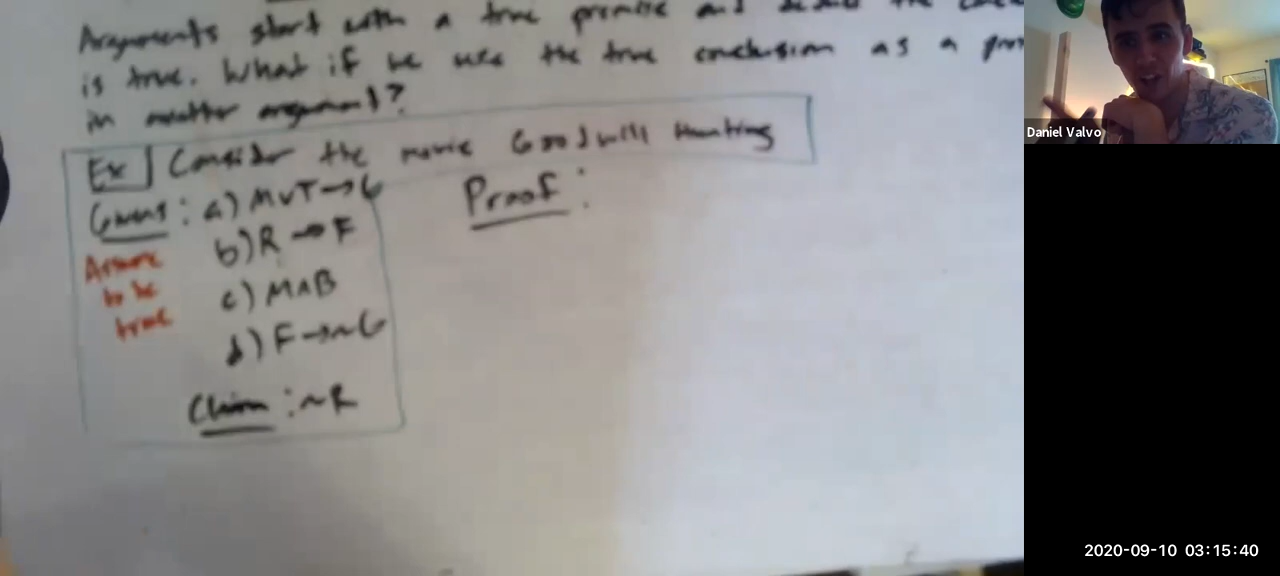 Arguments start with a true premise and the
is true. What if we use the true conclusion as a
in another argument?
Ex] Consider the movie Good Will Hunting
Givens: a) M∨T→G
Proof:
b) R→F
Assume to be true
c) M∧B
d) F→~G
Claim: ~R
Daniel Valvo
2020-09-10 03:15:40